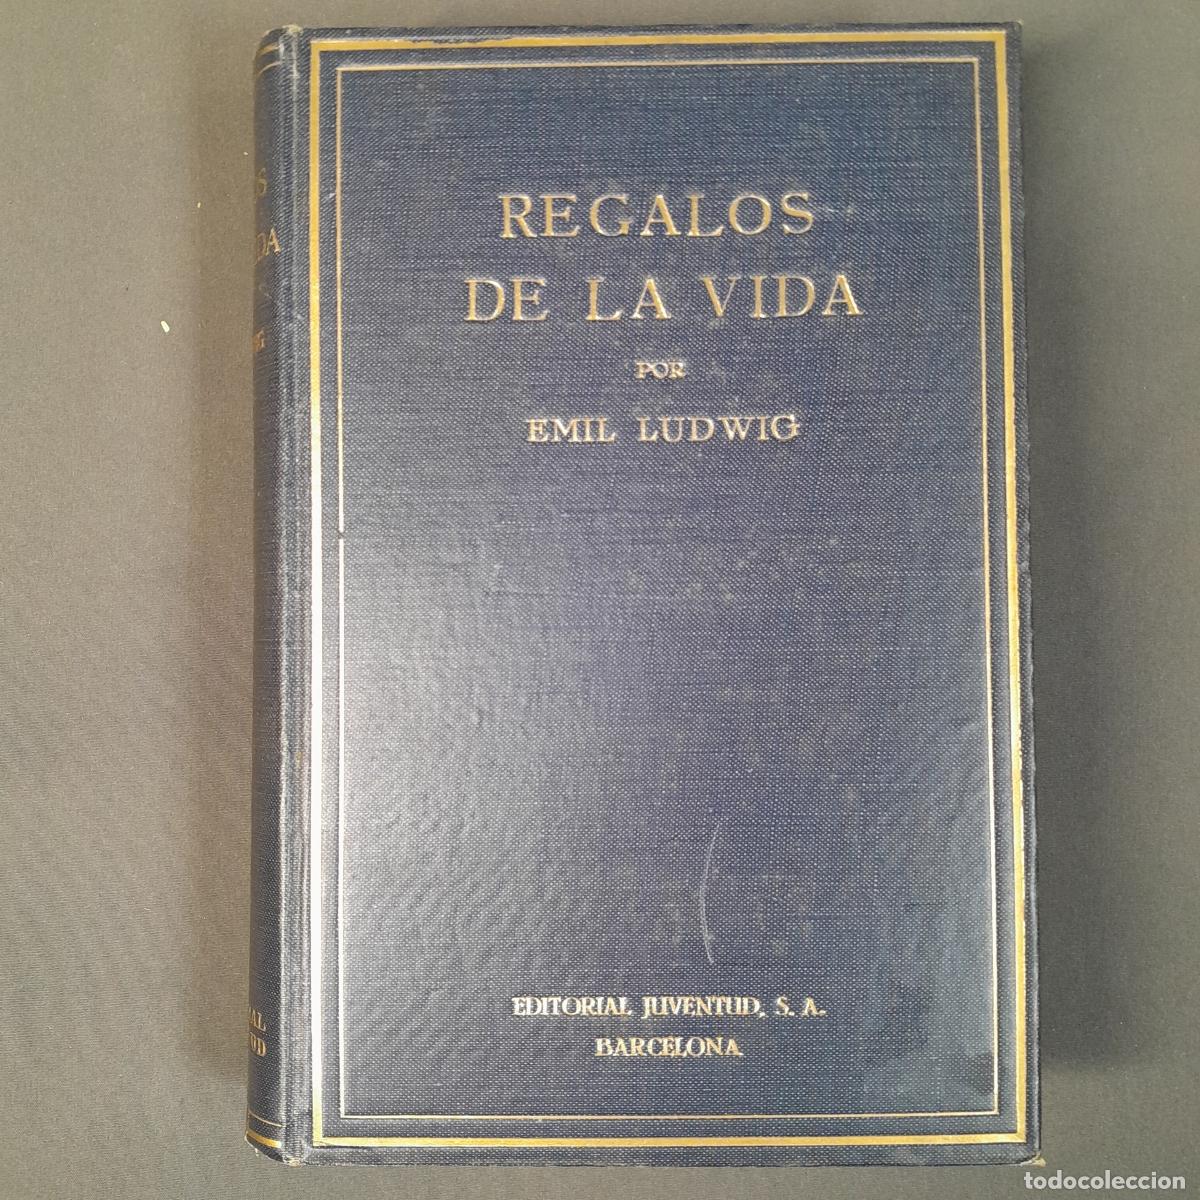 REGALOS
DE LA VIDA
POR
EMIL LUDWIG
EDITORIAL JUVENTUD, S. A.
BARCELONA
todocoleccion